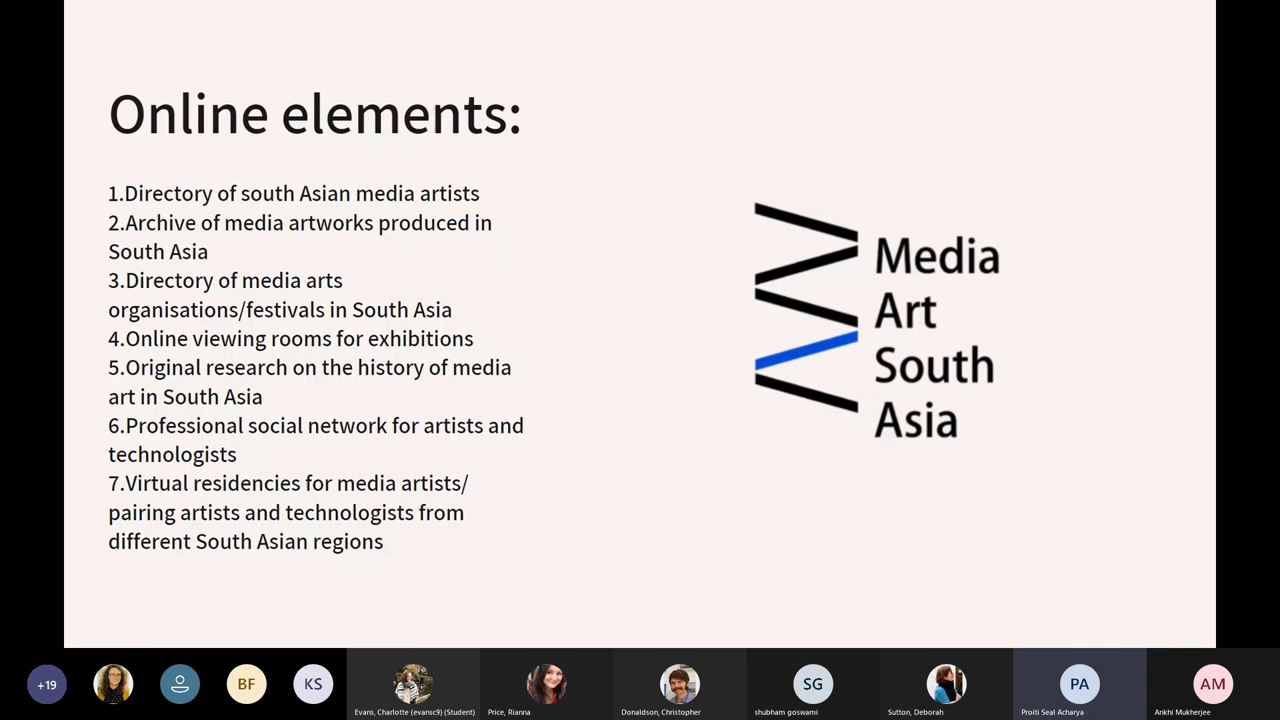 Online elements:
1.Directory of south Asian media artists
2.Archive of media artworks produced in
South Asia
3.Directory of media arts
organisations/festivals in South Asia
4.Online viewing rooms for exhibitions
5.Original research on the history of media
art in South Asia
6.Professional social network for artists and
technologists
7.Virtual residencies for media artists/
pairing artists and technologists from
different South Asian regions
Media
Art
South
Asia
+19
BF
KS
Evans, Charlotte (evansc9) (Student)
Price, Rianna
Donaldson, Christopher
SG
shubham goswami
Sutton, Deborah
PA
Proiti Seal Acharya
AM
Ankhi Mukherjee